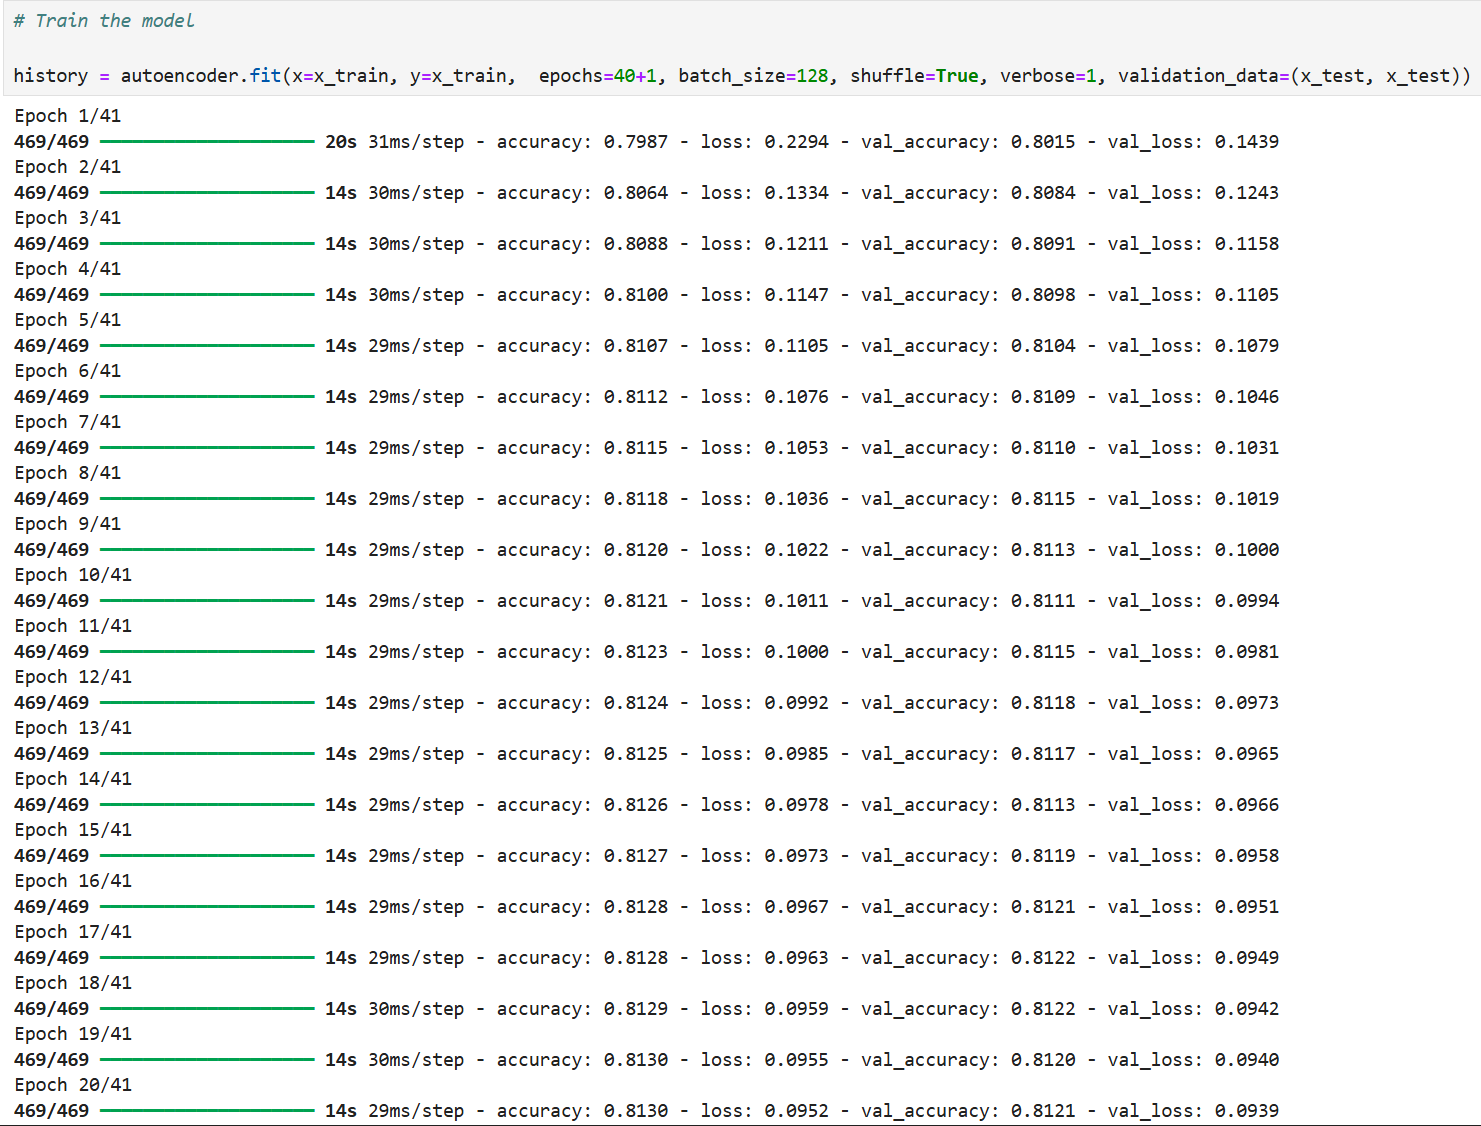 # Train the model
history = autoencoder.fit(x=x_train, y=x_train,  epochs=40+1, batch_size=128, shuffle=True, verbose=1, validation_data=(x_test, x_test))
Epoch 1/41
469/469 20s 31ms/step - accuracy: 0.7987 - loss: 0.2294 - val_accuracy: 0.8015 - val_loss: 0.1439
Epoch 2/41
469/469 14s 30ms/step - accuracy: 0.8064 - loss: 0.1334 - val_accuracy: 0.8084 - val_loss: 0.1243
Epoch 3/41
469/469 14s 30ms/step - accuracy: 0.8088 - loss: 0.1211 - val_accuracy: 0.8091 - val_loss: 0.1158
Epoch 4/41
469/469 14s 30ms/step - accuracy: 0.8100 - loss: 0.1147 - val_accuracy: 0.8098 - val_loss: 0.1105
Epoch 5/41
469/469 14s 29ms/step - accuracy: 0.8107 - loss: 0.1105 - val_accuracy: 0.8104 - val_loss: 0.1079
Epoch 6/41
469/469 14s 29ms/step - accuracy: 0.8112 - loss: 0.1076 - val_accuracy: 0.8109 - val_loss: 0.1046
Epoch 7/41
469/469 14s 29ms/step - accuracy: 0.8115 - loss: 0.1053 - val_accuracy: 0.8110 - val_loss: 0.1031
Epoch 8/41
469/469 14s 29ms/step - accuracy: 0.8118 - loss: 0.1036 - val_accuracy: 0.8115 - val_loss: 0.1019
Epoch 9/41
469/469 14s 29ms/step - accuracy: 0.8120 - loss: 0.1022 - val_accuracy: 0.8113 - val_loss: 0.1000
Epoch 10/41
469/469 14s 29ms/step - accuracy: 0.8121 - loss: 0.1011 - val_accuracy: 0.8111 - val_loss: 0.0994
Epoch 11/41
469/469 14s 29ms/step - accuracy: 0.8123 - loss: 0.1000 - val_accuracy: 0.8115 - val_loss: 0.0981
Epoch 12/41
469/469 14s 29ms/step - accuracy: 0.8124 - loss: 0.0992 - val_accuracy: 0.8118 - val_loss: 0.0973
Epoch 13/41
469/469 14s 29ms/step - accuracy: 0.8125 - loss: 0.0985 - val_accuracy: 0.8117 - val_loss: 0.0965
Epoch 14/41
469/469 14s 29ms/step - accuracy: 0.8126 - loss: 0.0978 - val_accuracy: 0.8113 - val_loss: 0.0966
Epoch 15/41
469/469 14s 29ms/step - accuracy: 0.8127 - loss: 0.0973 - val_accuracy: 0.8119 - val_loss: 0.0958
Epoch 16/41
469/469 14s 29ms/step - accuracy: 0.8128 - loss: 0.0967 - val_accuracy: 0.8121 - val_loss: 0.0951
Epoch 17/41
469/469 14s 29ms/step - accuracy: 0.8128 - loss: 0.0963 - val_accuracy: 0.8122 - val_loss: 0.0949
Epoch 18/41
469/469 14s 30ms/step - accuracy: 0.8129 - loss: 0.0959 - val_accuracy: 0.8122 - val_loss: 0.0942
Epoch 19/41
469/469 14s 30ms/step - accuracy: 0.8130 - loss: 0.0955 - val_accuracy: 0.8120 - val_loss: 0.0940
Epoch 20/41
469/469 14s 29ms/step - accuracy: 0.8130 - loss: 0.0952 - val_accuracy: 0.8121 - val_loss: 0.0939